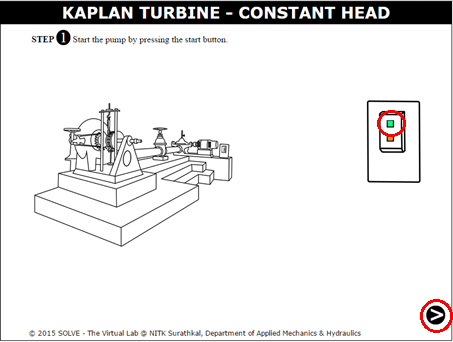 KAPLAN TURBINE - CONSTANT HEAD
STEP 1 Start the pump by pressing the start button.
© 2015 SOLVE - The Virtual Lab @ NITK Surathkal, Department of Applied Mechanics & Hydraulics